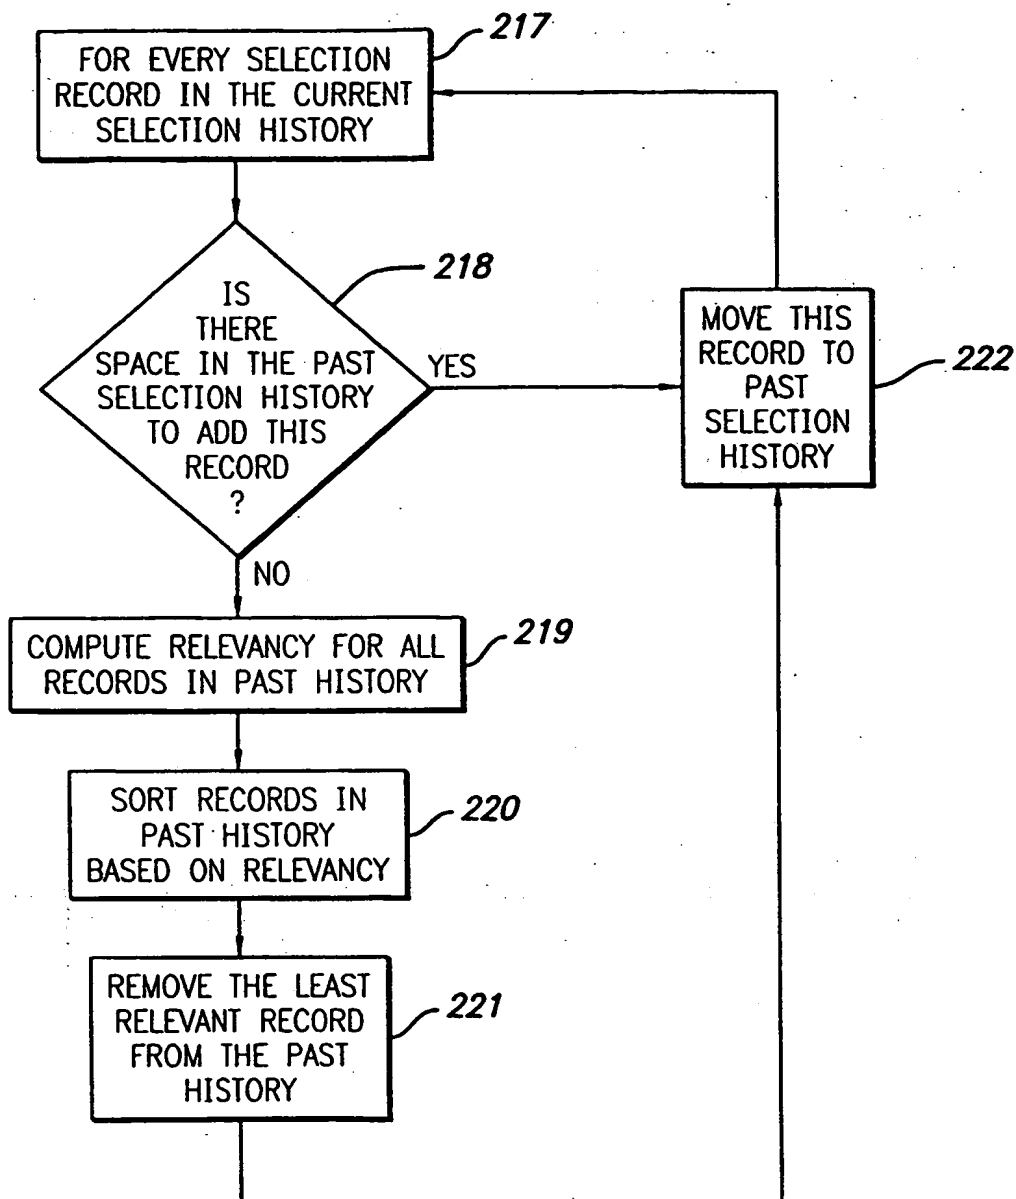 217
FOR EVERY SELECTION
RECORD IN THE CURRENT
SELECTION HISTORY
218
IS
THERE
SPACE IN THE PAST
SELECTION HISTORY
TO ADD THIS
RECORD
?
YES
MOVE THIS
RECORD TO
PAST
SELECTION
HISTORY
222
NO
219
COMPUTE RELEVANCY FOR ALL
RECORDS IN PAST HISTORY
220
SORT RECORDS IN
PAST HISTORY
BASED ON RELEVANCY
221
REMOVE THE LEAST
RELEVANT RECORD
FROM THE PAST
HISTORY